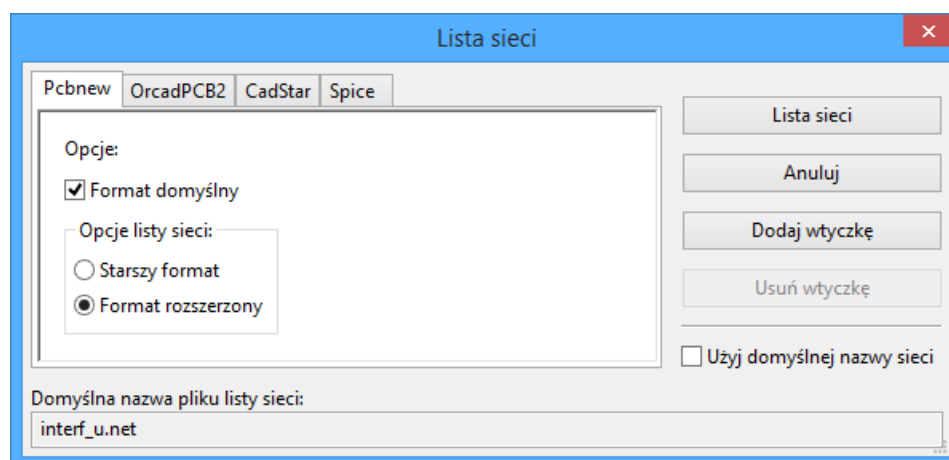 Lista sieci
Pcbnew OrcadPCB2 CadStar Spice
Opcje:
Format domyślny
Opcje listy sieci:
Starszy format
Format rozszerzony
Lista sieci
Anuluj
Dodaj wtyczkę
Usuń wtyczkę
Użyj domyślnej nazwy sieci
Domyślna nazwa pliku listy sieci:
interf_u.net